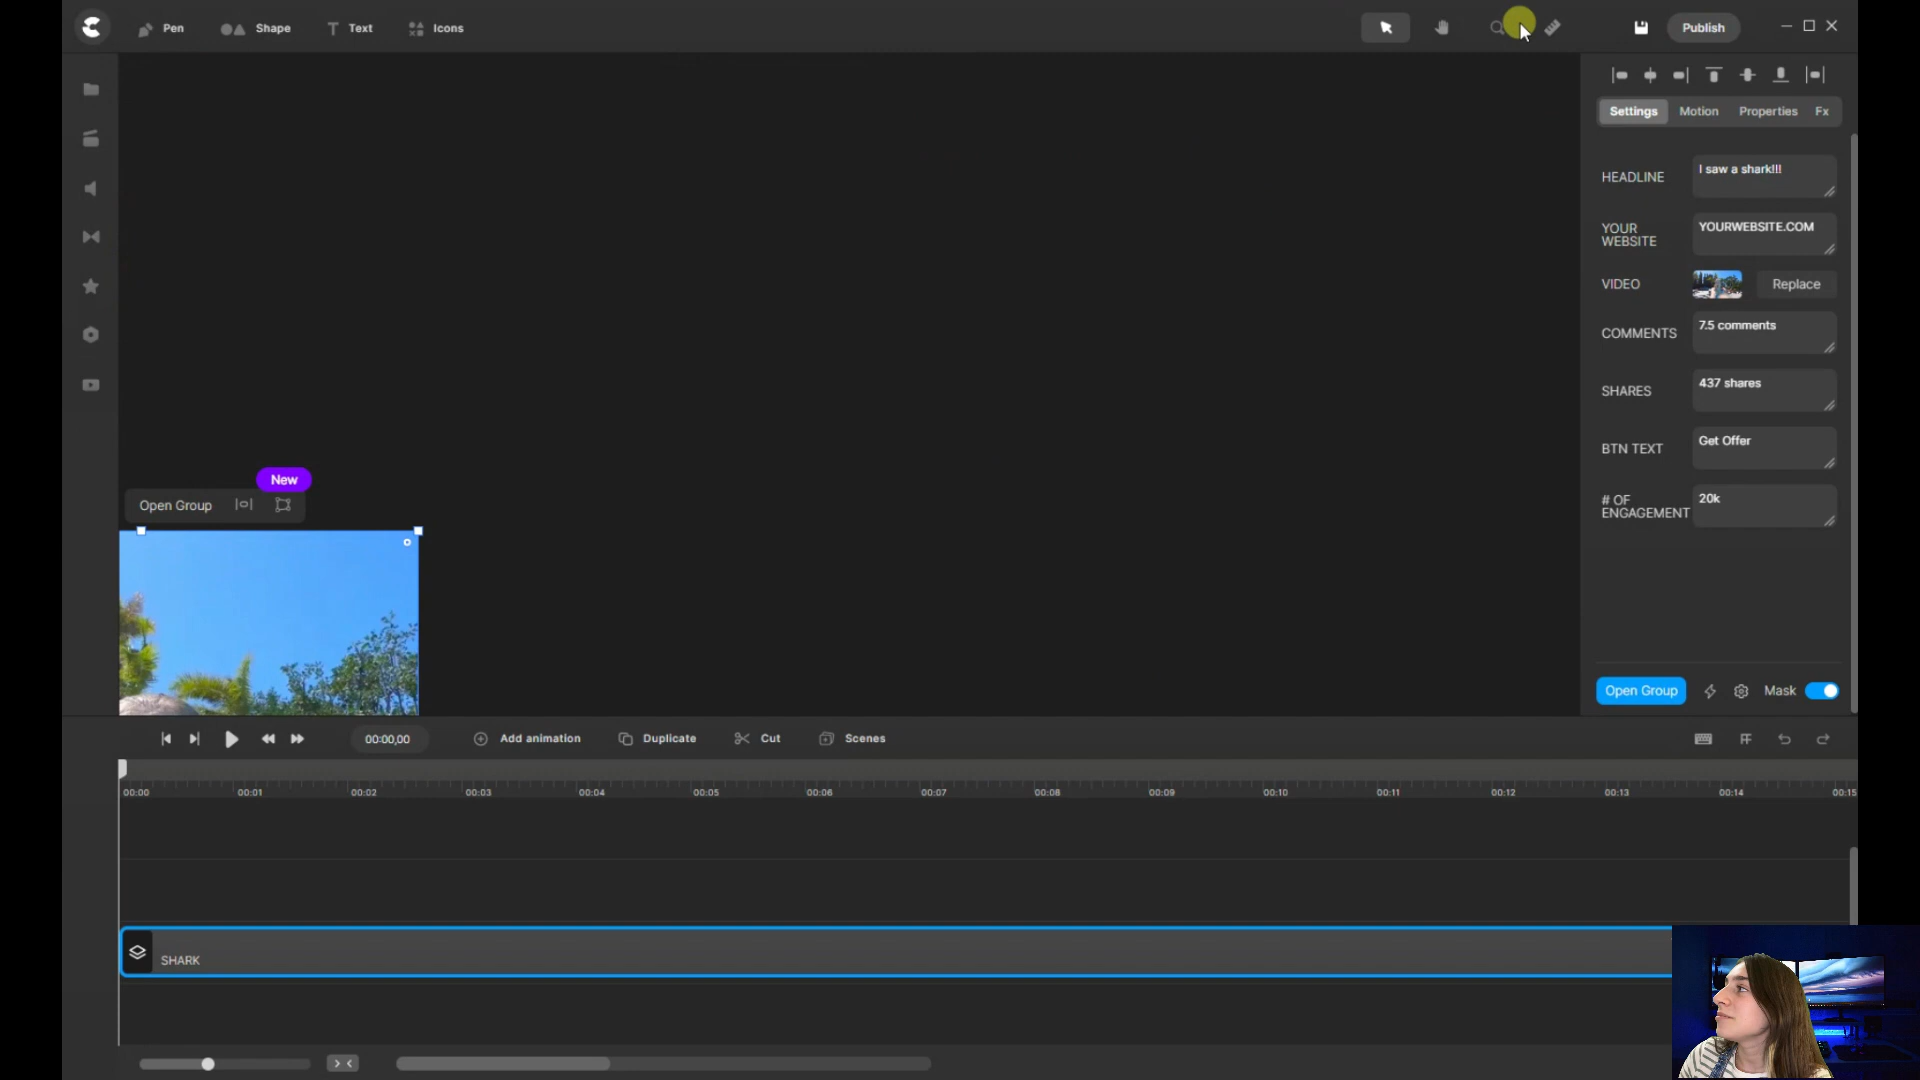 Pen
Shape
Text
Icons
Publish
Settings
Motion
Properties
Fx
HEADLINE
I saw a shark!!!
YOUR
WEBSITE
YOURWEBSITE.COM
VIDEO
Replace
COMMENTS
7.5 comments
SHARES
437 shares
BTN TEXT
Get Offer
# OF
ENGAGEMENT
20k
New
Open Group
Open Group
Mask
00:00,00
Add animation
Duplicate
Cut
Scenes
00:00
00:01
00:02
00:03
00:04
00:05
00:06
00:07
00:08
00:09
00:10
00:11
00:12
00:13
00:14
00:15
SHARK